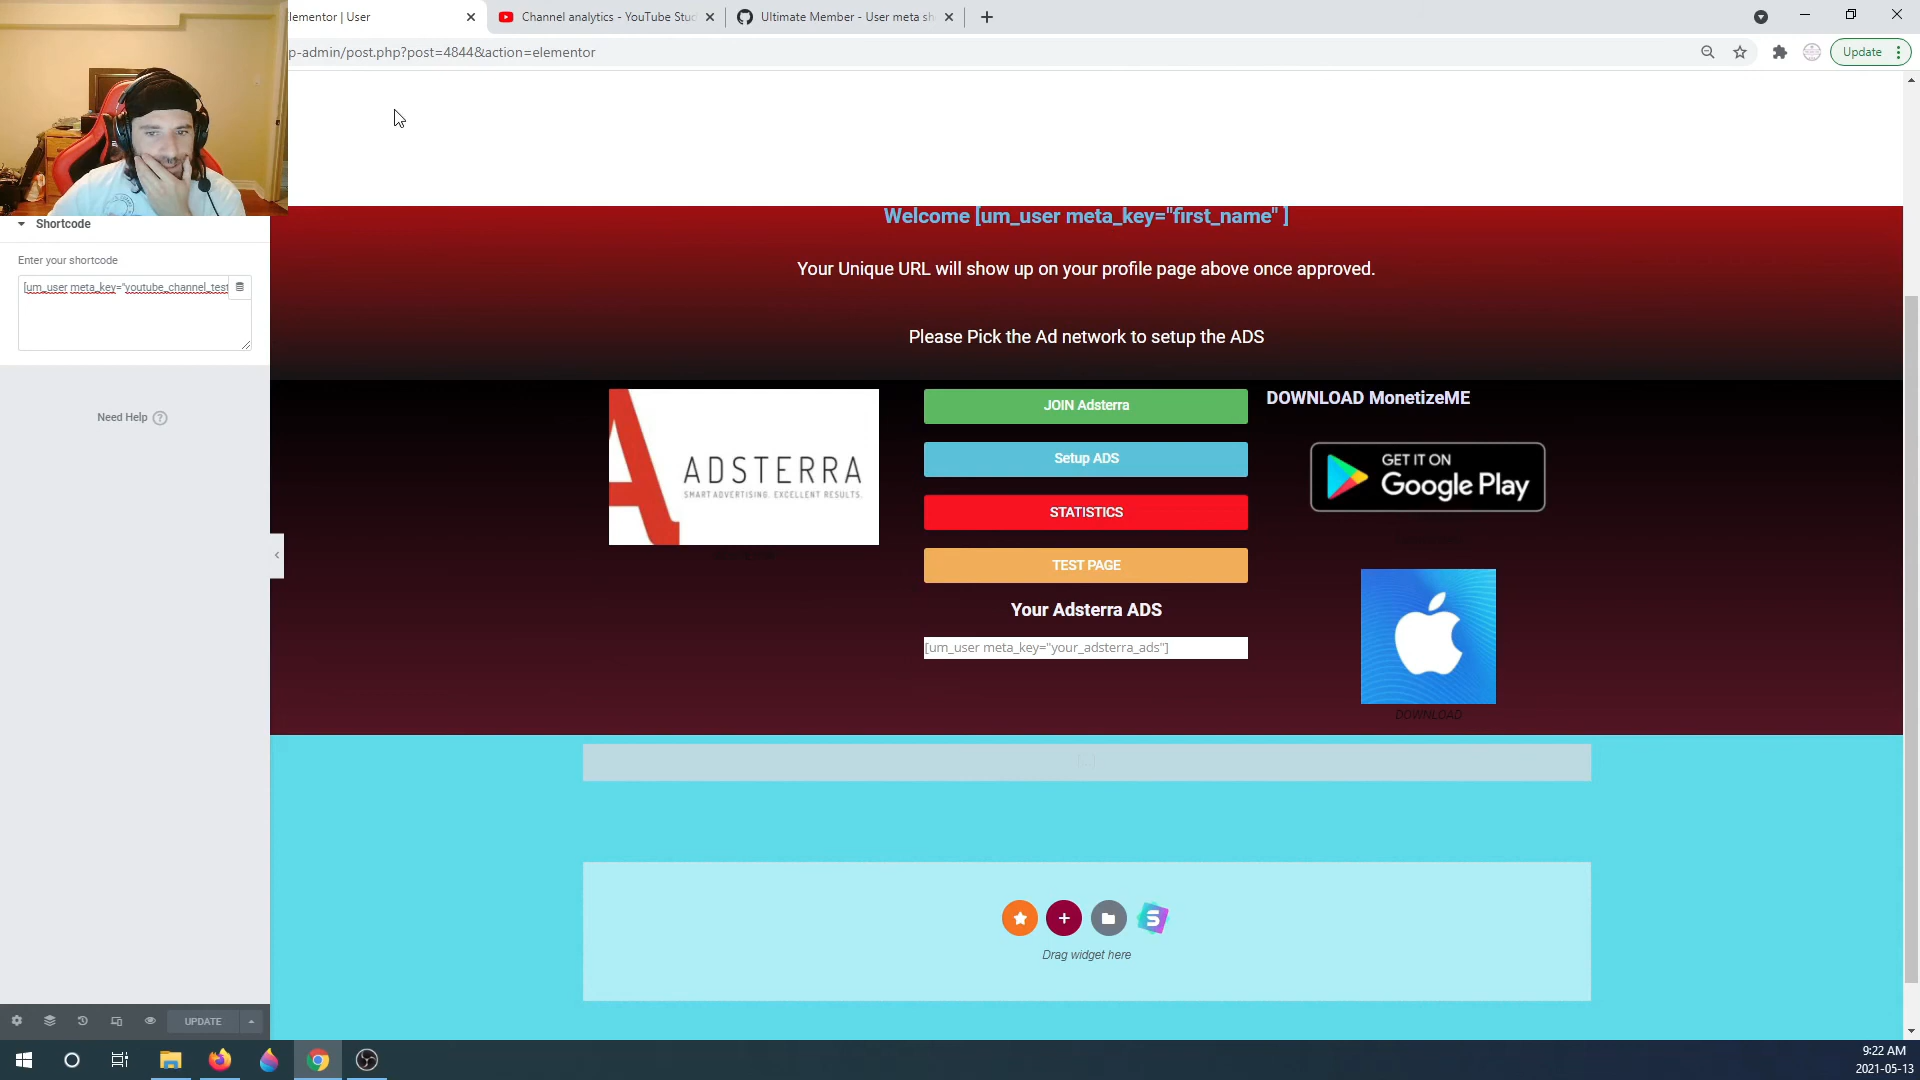 Elementor | User
Channel analytics - YouTube Stud
Ultimate Member - User meta sh
p-admin/post.php?post=4844&action=elementor
Update
Shortcode
Enter your shortcode
[um_user meta_key="youtube_channel_test
Need Help
UPDATE
Welcome [um_user meta_key="first_name" ]
Your Unique URL will show up on your profile page above once approved.
Please Pick the Ad network to setup the ADS
ADSTERRA
SMART ADVERTISING. EXCELLENT RESULTS.
JOIN Adsterra
Setup ADS
STATISTICS
TEST PAGE
Your Adsterra ADS
[um_user meta_key="your_adsterra_ads"]
DOWNLOAD MonetizeME
GET IT ON
Google Play
DOWNLOAD
Drag widget here
9:22 AM
2021-05-13